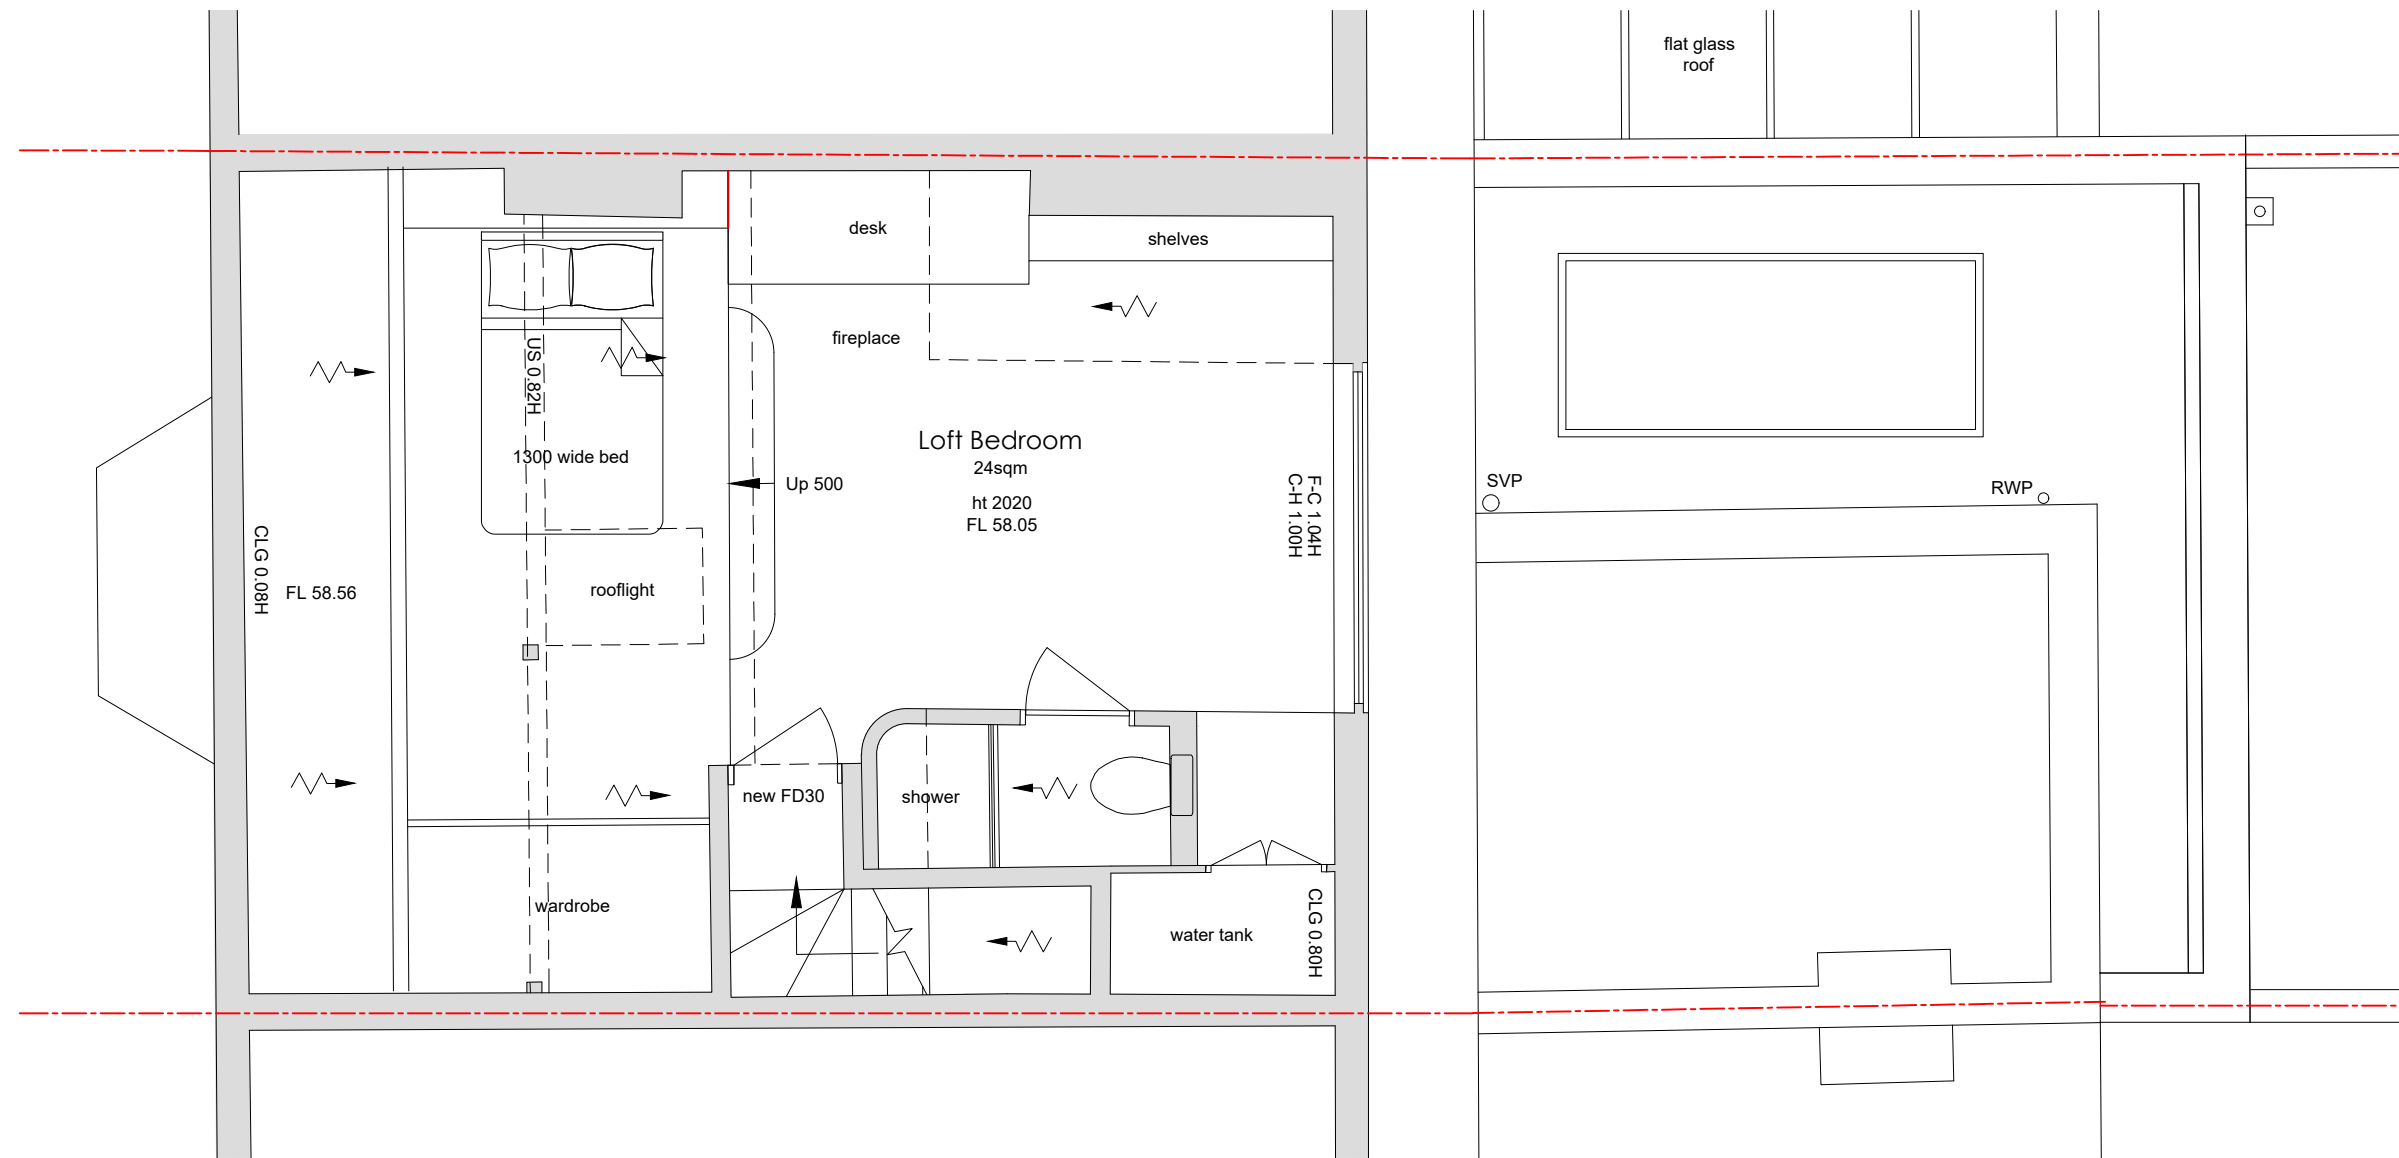 flat glass
roof
desk
shelves
fireplace
US 0.82H
1300 wide bed
Loft Bedroom
24sqm
ht 2020
FL 58.05
Up 500
F-C 1.04H
C-H 1.00H
SVP
RWP
CLG 0.08H
FL 58.56
rooflight
new FD30
shower
wardrobe
water tank
CLG 0.80H